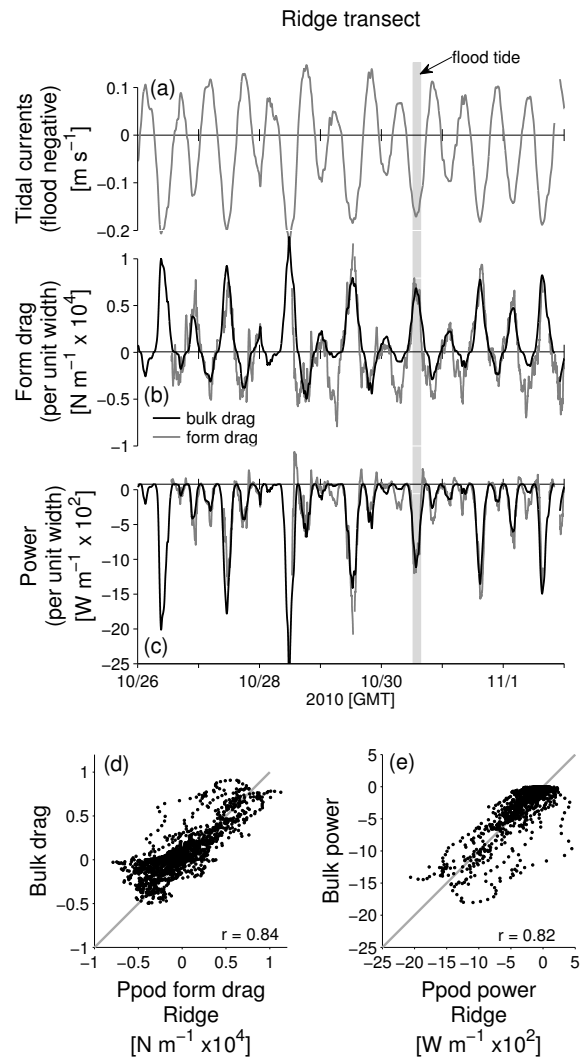 Ridge transect
flood tide
(a)
Tidal currents
(flood negative)
[m s⁻¹]
0.1
0
−0.1
−0.2
Form drag
(per unit width)
[N m⁻¹ x 10⁴]
1
0.5
0
−0.5
−1
(b)
bulk drag
form drag
Power
(per unit width)
[W m⁻¹ x 10²]
0
−5
−10
−15
−20
−25
(c)
10/26 10/28 10/30 11/1
2010 [GMT]
(d)
Bulk drag
1
0.5
0
−0.5
−1
r = 0.84
−1 −0.5 0 0.5 1
Ppod form drag
Ridge
[N m⁻¹ x10⁴]
(e)
Bulk power
5
0
−5
−10
−15
−20
−25
r = 0.82
−25 −20 −15 −10 −5 0 5
Ppod power
Ridge
[W m⁻¹ x10²]